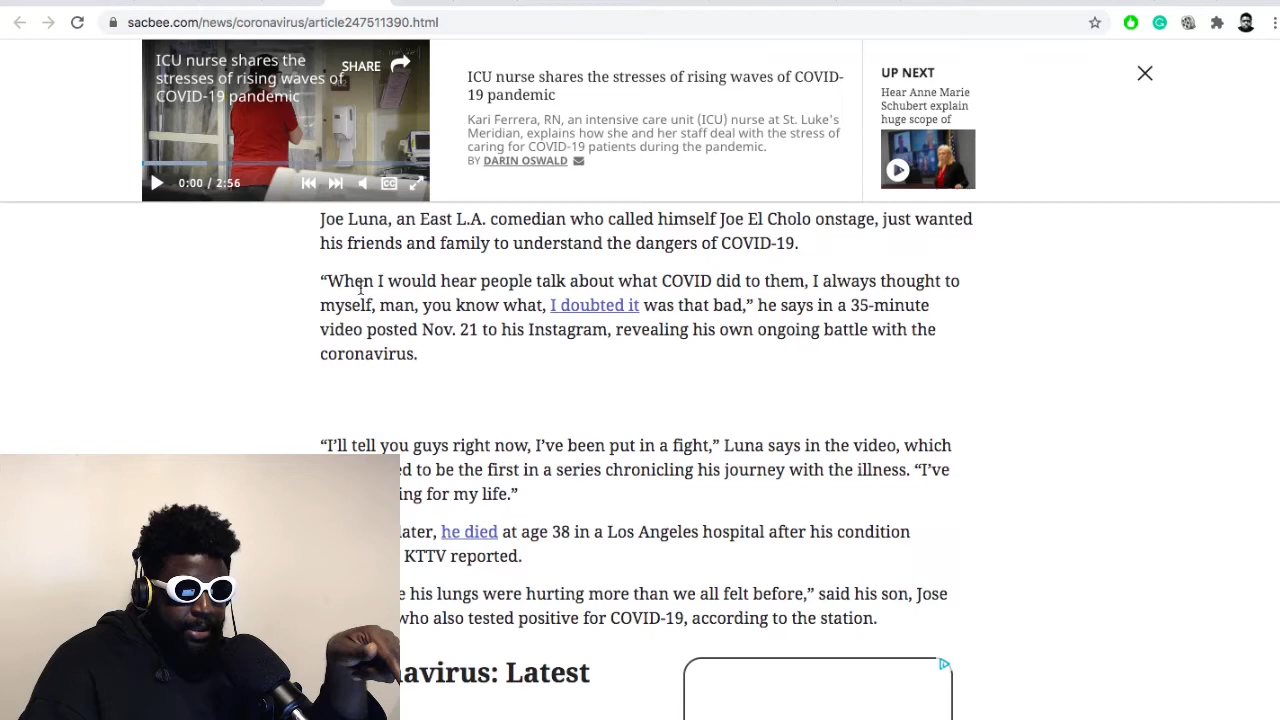 sacbee.com/news/coronavirus/article247511390.html
ICU nurse shares the
stresses of rising waves of
COVID-19 pandemic
SHARE
0:00 / 2:56
CC
ICU nurse shares the stresses of rising waves of COVID-
19 pandemic
Kari Ferrera, RN, an intensive care unit (ICU) nurse at St. Luke's
Meridian, explains how she and her staff deal with the stress of
caring for COVID-19 patients during the pandemic.
BY DARIN OSWALD
UP NEXT
Hear Anne Marie
Schubert explain
huge scope of
Joe Luna, an East L.A. comedian who called himself Joe El Cholo onstage, just wanted
his friends and family to understand the dangers of COVID-19.
“When I would hear people talk about what COVID did to them, I always thought to
myself, man, you know what, I doubted it was that bad,” he says in a 35-minute
video posted Nov. 21 to his Instagram, revealing his own ongoing battle with the
coronavirus.
“I’ll tell you guys right now, I’ve been put in a fight,” Luna says in the video, which
ed to be the first in a series chronicling his journey with the illness. “I’ve
ing for my life.”
later, he died at age 38 in a Los Angeles hospital after his condition
KTTV reported.
e his lungs were hurting more than we all felt before,” said his son, Jose
who also tested positive for COVID-19, according to the station.
navirus: Latest